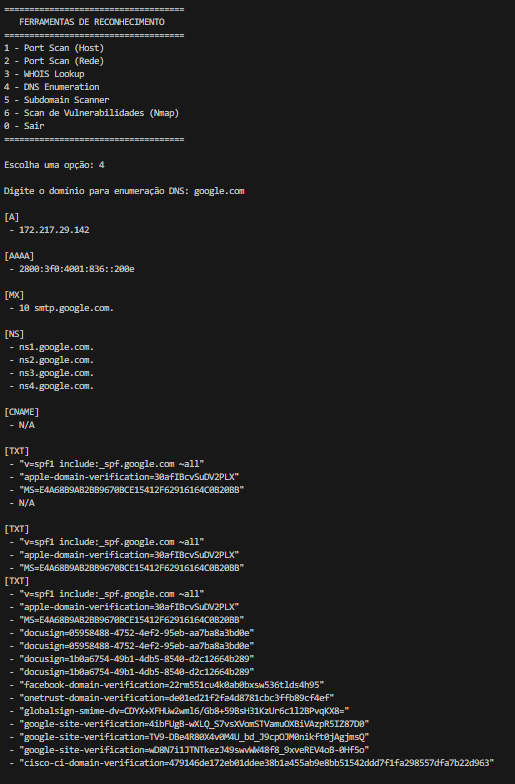 ====================================
FERRAMENTAS DE RECONHECIMENTO
====================================
1 - Port Scan (Host)
2 - Port Scan (Rede)
3 - WHOIS Lookup
4 - DNS Enumeration
5 - Subdomain Scanner
6 - Scan de Vulnerabilidades (Nmap)
0 - Sair
====================================
Escolha uma opção: 4
Digite o domínio para enumeração DNS: google.com
[A]
- 172.217.29.142
[AAAA]
- 2800:3f0:4001:836::200e
[MX]
- 10 smtp.google.com.
[NS]
- ns1.google.com.
- ns2.google.com.
- ns3.google.com.
- ns4.google.com.
[CNAME]
- N/A
[TXT]
- "v=spf1 include:_spf.google.com ~all"
- "apple-domain-verification=30afIBcvSuDV2PLX"
- "MS=E4A68B9AB2BB9670BCE15412F62916164C0B20BB"
- N/A
[TXT]
- "v=spf1 include:_spf.google.com ~all"
- "apple-domain-verification=30afIBcvSuDV2PLX"
- "MS=E4A68B9AB2BB9670BCE15412F62916164C0B20BB"
[TXT]
- "v=spf1 include:_spf.google.com ~all"
- "apple-domain-verification=30afIBcvSuDV2PLX"
- "MS=E4A68B9AB2BB9670BCE15412F62916164C0B20BB"
- "docusign=05958488-4752-4ef2-95eb-aa7ba8a3bd0e"
- "docusign=05958488-4752-4ef2-95eb-aa7ba8a3bd0e"
- "docusign=1b0a6754-49b1-4db5-8540-d2c12664b289"
- "docusign=1b0a6754-49b1-4db5-8540-d2c12664b289"
- "facebook-domain-verification=22rm551cu4k0ab0bxsw536tlds4h95"
- "onetrust-domain-verification=de01ed21f2fa4d8781cbc3ffb89cf4ef"
- "globalsign-smime-dv=CDYX+XFHUw2wml6/Gb8+59BsH31KzUr6c1l2BPvqKX8="
- "google-site-verification=4ibFUgB-wXLQ_S7vsXVomSTVamuOXBiVAzpR5IZ87D0"
- "google-site-verification=TV9-DBe4R80X4v0M4U_bd_J9cpOJM0nikft0jAgjmsQ"
- "google-site-verification=wD8N7i1JTNTkezJ49swvWW48f8_9xveREV4oB-0Hf5o"
- "cisco-ci-domain-verification=479146de172eb01ddee38b1a455ab9e8bb51542ddd7f1fa298557dfa7b22d963"